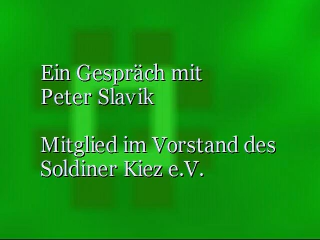 Ein Gespräch mit
Peter Slavik
Mitglied im Vorstand des
Soldiner Kiez e.V.